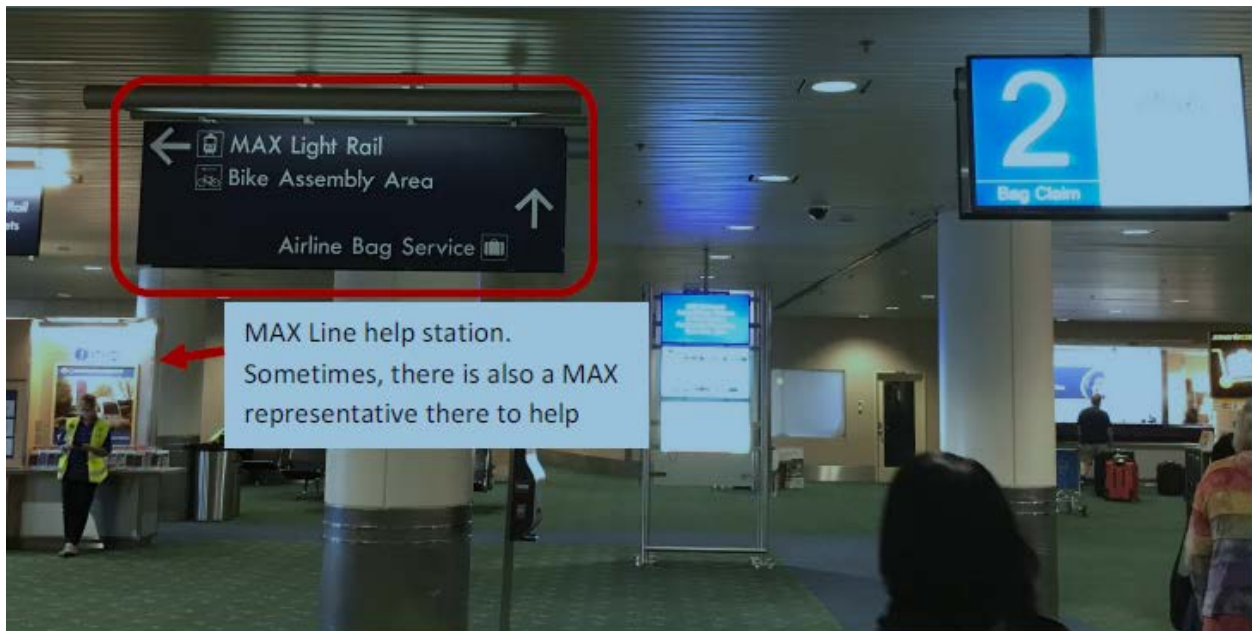 MAX Light Rail
Bike Assembly Area
Airline Bag Service
2
Bag Claim
MAX Line help station.
Sometimes, there is also a MAX
representative there to help